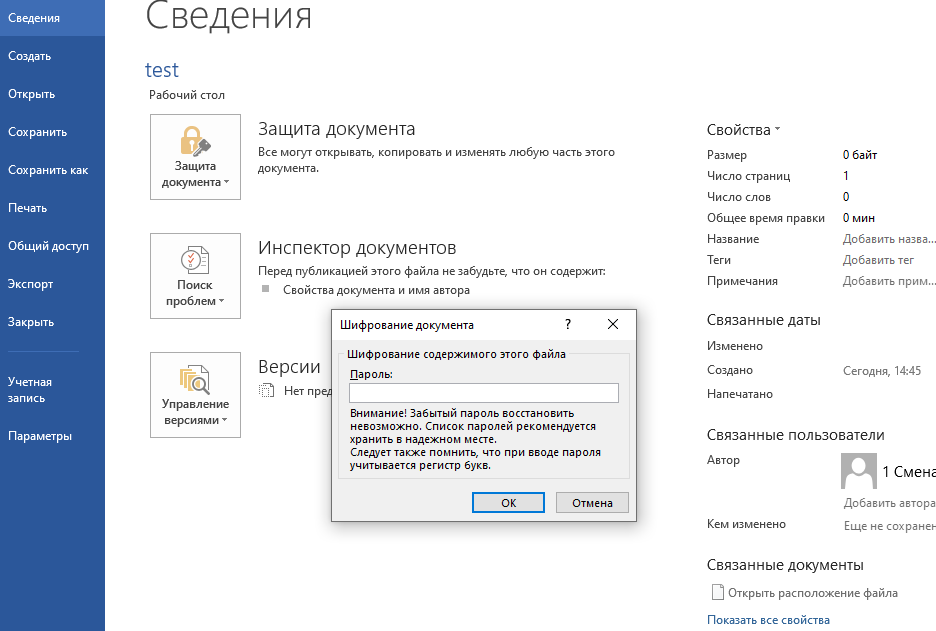 Сведения
Создать
Открыть
Сохранить
Сохранить как
Печать
Общий доступ
Экспорт
Закрыть
Учетная
запись
Параметры
Сведения
test
Рабочий стол
Защита
документа
Защита документа
Все могут открывать, копировать и изменять любую часть этого
документа.
Поиск
проблем
Инспектор документов
Перед публикацией этого файла не забудьте, что он содержит:
Свойства документа и имя автора
Управление
версиями
Версии
Нет
Шифрование документа
?
Шифрование содержимого этого файла
Пароль:
Внимание! Забытый пароль восстановить
невозможно. Список паролей рекомендуется
хранить в надежном месте.
Следует также помнить, что при вводе пароля
учитывается регистр букв.
ОК
Отмена
Свойства
Размер 0 байт
Число страниц 1
Число слов 0
Общее время правки 0 мин
Название Добавить назва...
Теги Добавить тег
Примечания Добавить прим...
Связанные даты
Изменено
Создано Сегодня, 14:45
Напечатано
Связанные пользователи
Автор
1 Смена
Добавить автора
Кем изменено Еще не сохранен
Связанные документы
Открыть расположение файла
Показать все свойства